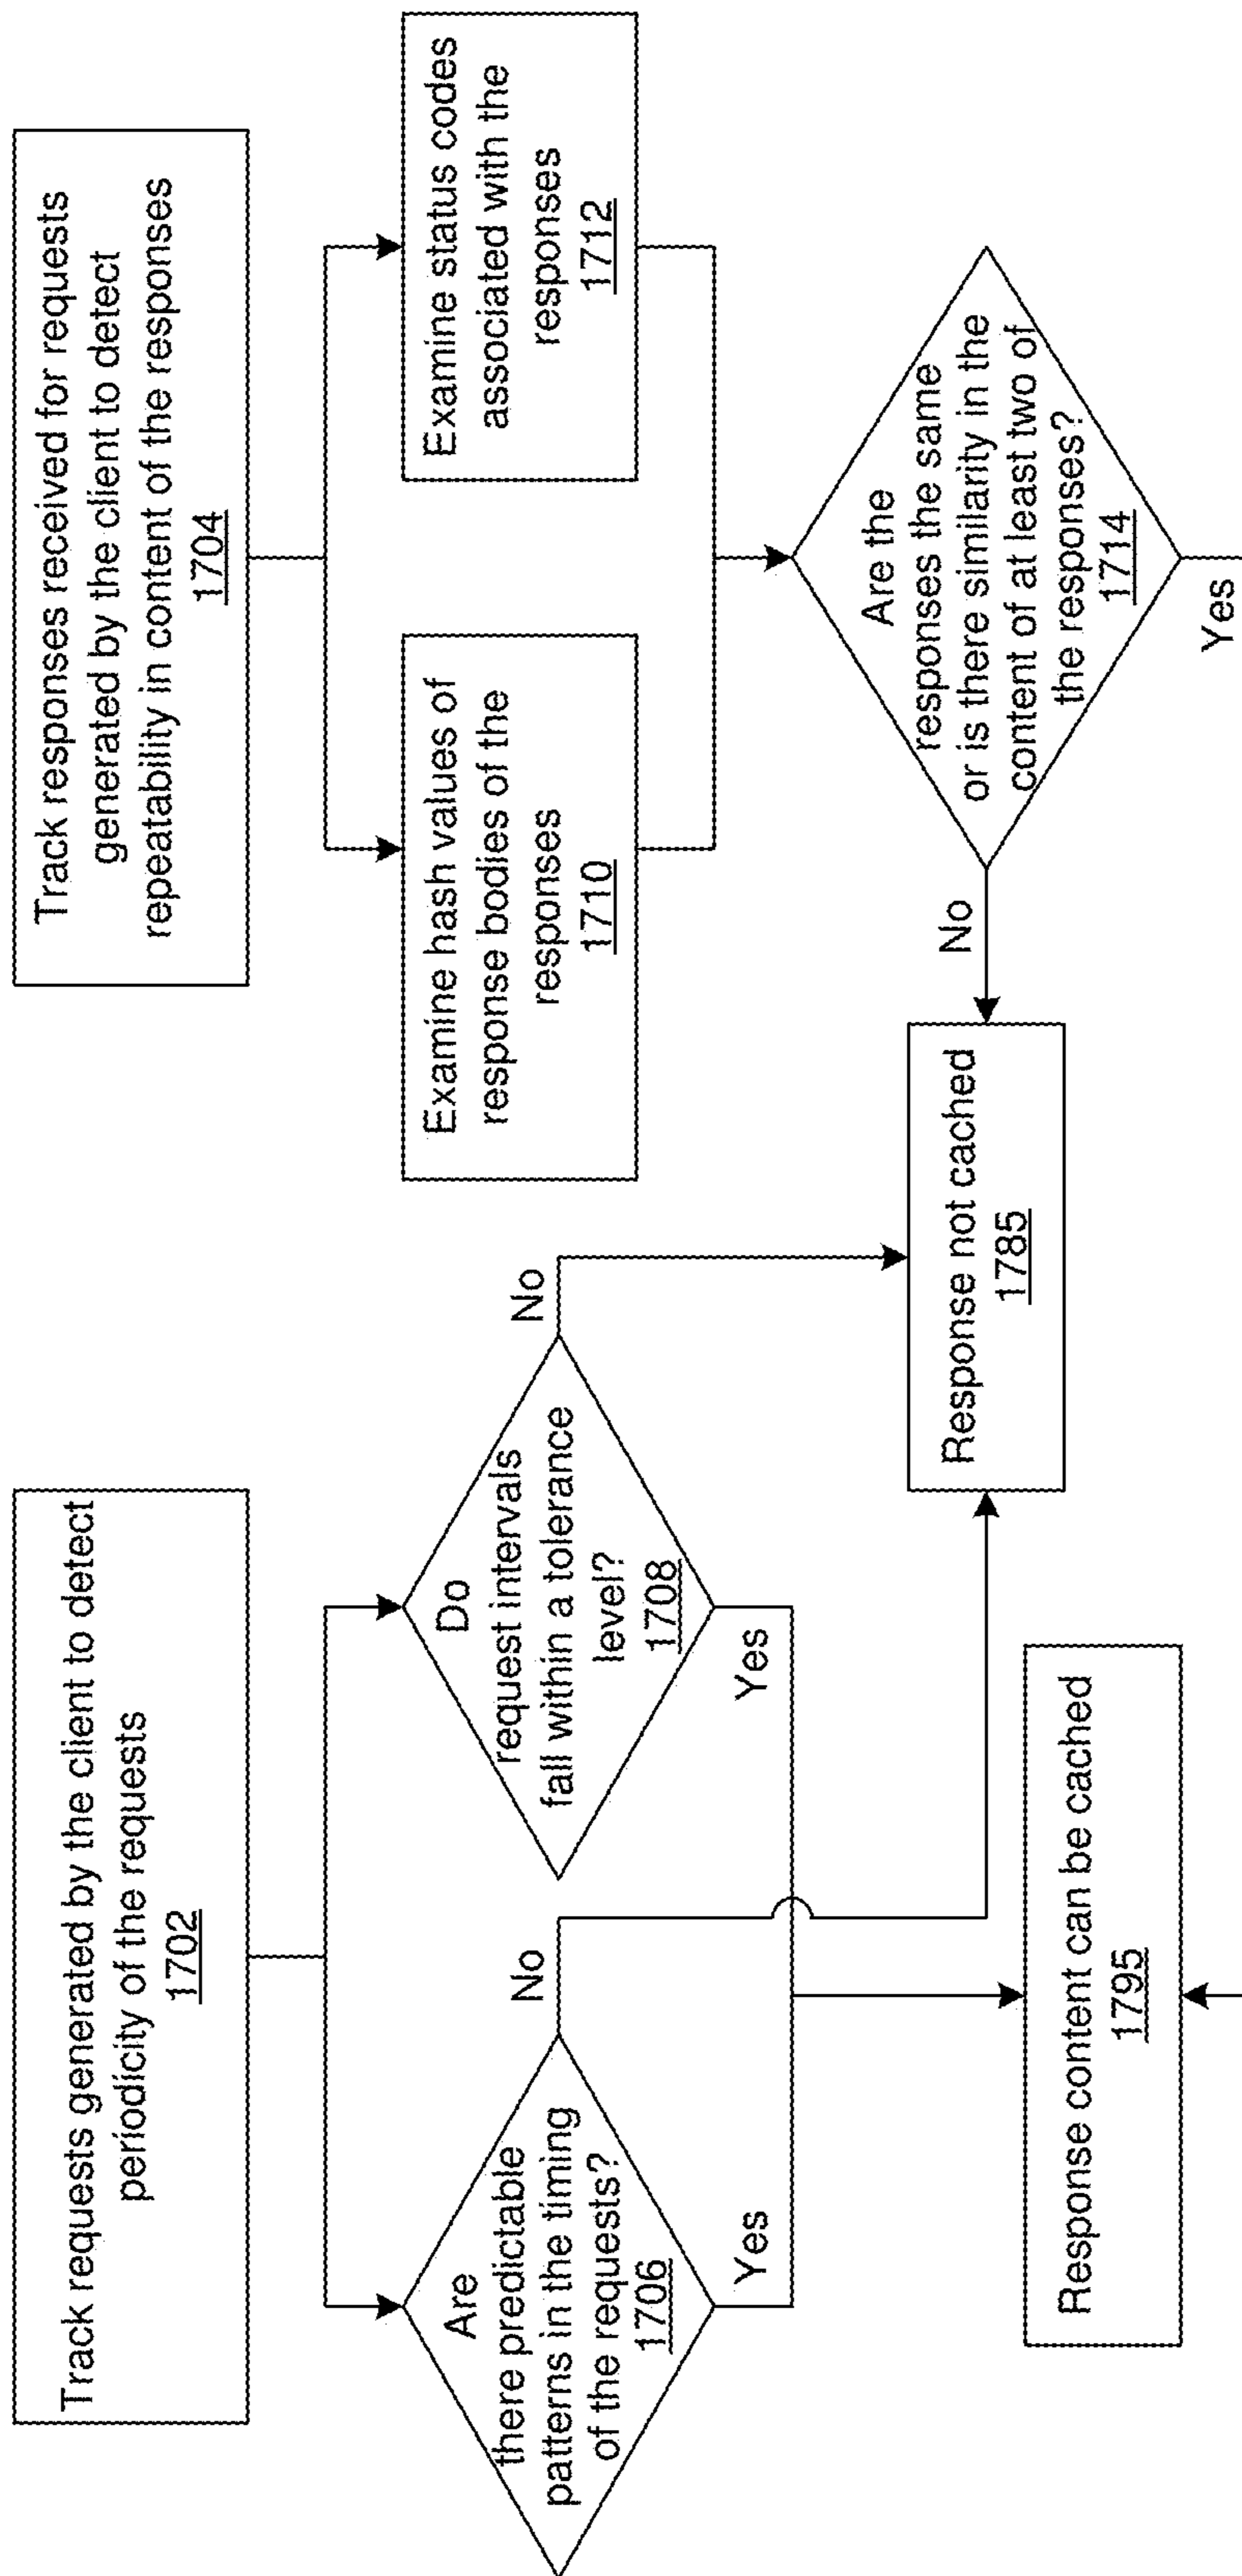 Track requests generated by the client to detect
periodicity of the requests
1702
Are
there predictable
patterns in the timing
of the requests?
1706
No
Yes
Do
request intervals
fall within a tolerance
level?
1708
No
Yes
Response content can be cached
1795
Response not cached
1785
Track responses received for requests
generated by the client to detect
repeatability in content of the responses
1704
Examine hash values of
response bodies of the
responses
1710
Examine status codes
associated with the
responses
1712
Are the
responses the same
or is there similarity in the
content of at least two of
the responses?
1714
No
Yes